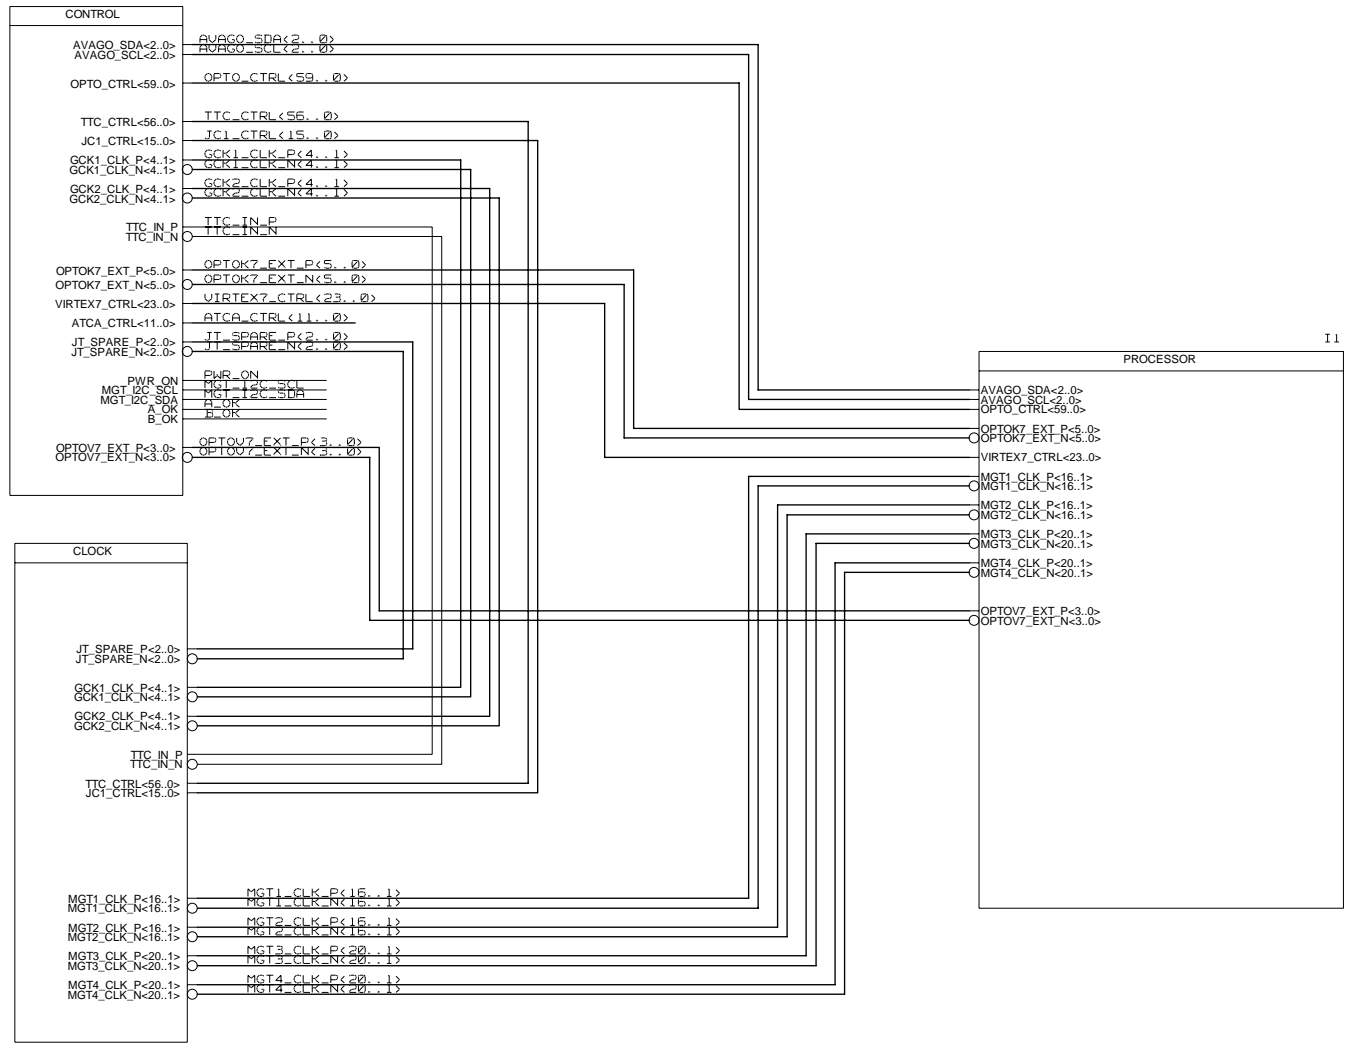 CONTROL
AVAGO_SDA<2..0> AVAGO_SDA<2..0>
AVAGO_SCL<2..0> AVAGO_SCL<2..0>
OPTO_CTRL<59..0> OPTO_CTRL<59..0>
TTC_CTRL<56..0> TTC_CTRL<56..0>
JC1_CTRL<15..0> JC1_CTRL<15..0>
GCK1_CLK_P<4..1> GCK1_CLK_P<4..1>
GCK1_CLK_N<4..1> GCK1_CLK_N<4..1>
GCK2_CLK_P<4..1> GCK2_CLK_P<4..1>
GCK2_CLK_N<4..1> GCK2_CLK_N<4..1>
TTC_IN_P TTC_IN_P
TTC_IN_N TTC_IN_N
OPTOK7_EXT_P<5..0> OPTOK7_EXT_P<5..0>
OPTOK7_EXT_N<5..0> OPTOK7_EXT_N<5..0>
VIRTEX7_CTRL<23..0> VIRTEX7_CTRL<23..0>
ATCA_CTRL<11..0> ATCA_CTRL<11..0>
JT_SPARE_P<2..0> JT_SPARE_P<2..0>
JT_SPARE_N<2..0> JT_SPARE_N<2..0>
PWR_ON PWR_ON
MGT_I2C_SCL MGT_I2C_SCL
MGT_I2C_SDA MGT_I2C_SDA
A_OK A_OK
B_OK B_OK
OPTOV7_EXT_P<3..0> OPTOV7_EXT_P<3..0>
OPTOV7_EXT_N<3..0> OPTOV7_EXT_N<3..0>
I1
PROCESSOR
AVAGO_SDA<2..0>
AVAGO_SCL<2..0>
OPTO_CTRL<59..0>
OPTOK7_EXT_P<5..0>
OPTOK7_EXT_N<5..0>
VIRTEX7_CTRL<23..0>
MGT1_CLK_P<16..1>
MGT1_CLK_N<16..1>
MGT2_CLK_P<16..1>
MGT2_CLK_N<16..1>
MGT3_CLK_P<20..1>
MGT3_CLK_N<20..1>
MGT4_CLK_P<20..1>
MGT4_CLK_N<20..1>
OPTOV7_EXT_P<3..0>
OPTOV7_EXT_N<3..0>
CLOCK
JT_SPARE_P<2..0>
JT_SPARE_N<2..0>
GCK1_CLK_P<4..1>
GCK1_CLK_N<4..1>
GCK2_CLK_P<4..1>
GCK2_CLK_N<4..1>
TTC_IN_P
TTC_IN_N
TTC_CTRL<56..0>
JC1_CTRL<15..0>
MGT1_CLK_P<16..1> MGT1_CLK_P<16..1>
MGT1_CLK_N<16..1> MGT1_CLK_N<16..1>
MGT2_CLK_P<16..1> MGT2_CLK_P<16..1>
MGT2_CLK_N<16..1> MGT2_CLK_N<16..1>
MGT3_CLK_P<20..1> MGT3_CLK_P<20..1>
MGT3_CLK_N<20..1> MGT3_CLK_N<20..1>
MGT4_CLK_P<20..1> MGT4_CLK_P<20..1>
MGT4_CLK_N<20..1> MGT4_CLK_N<20..1>